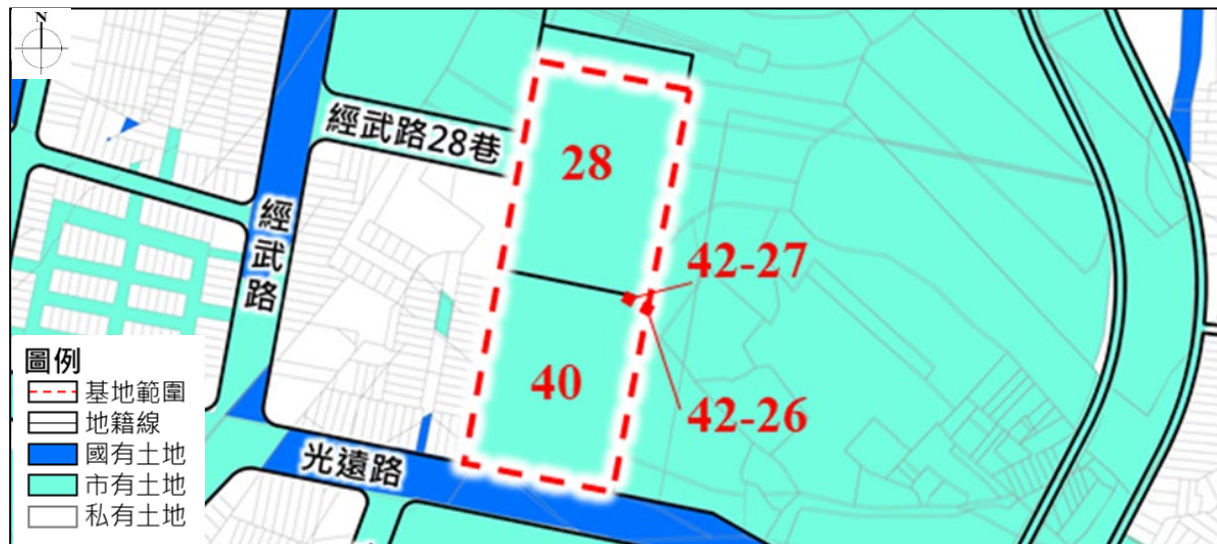 N
經武路28巷
28
經武路
42-27
40
42-26
光遠路
圖例
基地範圍
地籍線
國有土地
市有土地
私有土地